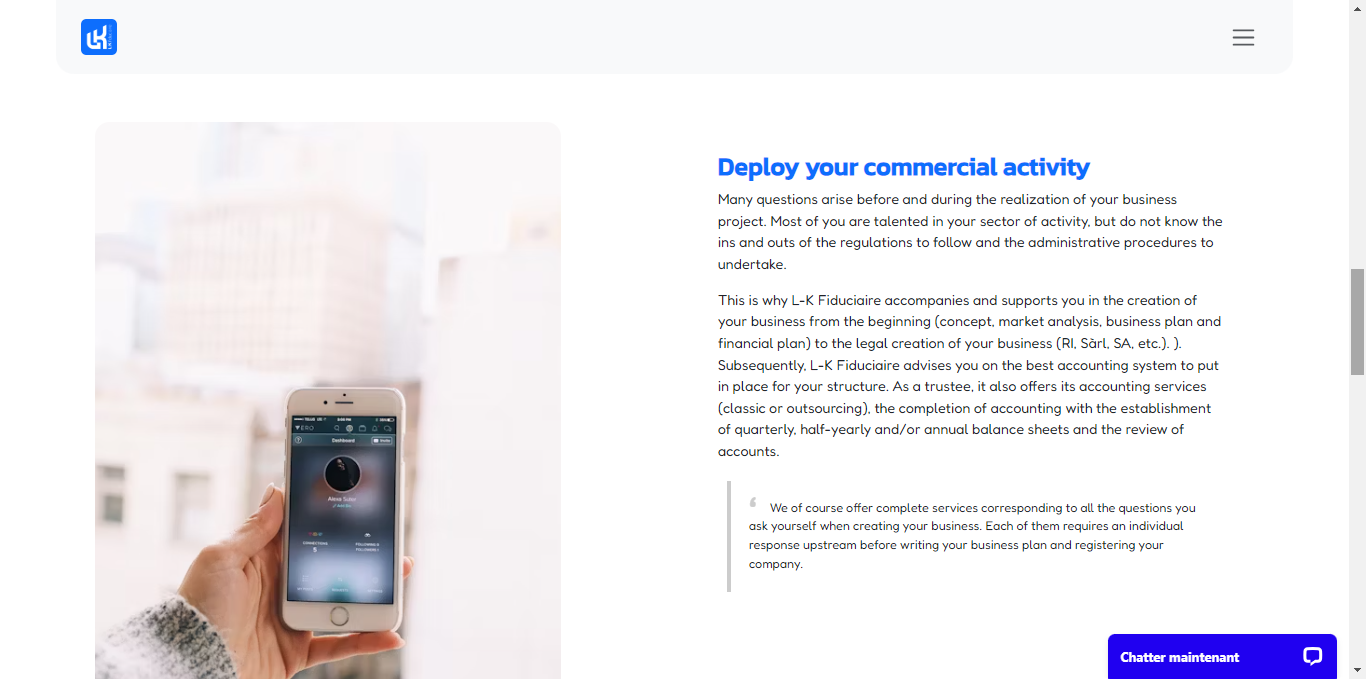 LK
Deploy your commercial activity
Many questions arise before and during the realization of your business
project. Most of you are talented in your sector of activity, but do not know the
ins and outs of the regulations to follow and the administrative procedures to
undertake.
This is why L-K Fiduciaire accompanies and supports you in the creation of
your business from the beginning (concept, market analysis, business plan and
financial plan) to the legal creation of your business (RI, Sàrl, SA, etc.). ).
Subsequently, L-K Fiduciaire advises you on the best accounting system to put
in place for your structure. As a trustee, it also offers its accounting services
(classic or outsourcing), the completion of accounting with the establishment
of quarterly, half-yearly and/or annual balance sheets and the review of
accounts.
VERO
Dashboard
Invite
CONNECTIONS
5
‘ We of course offer complete services corresponding to all the questions you
ask yourself when creating your business. Each of them requires an individual
response upstream before writing your business plan and registering your
company.
Chatter maintenant